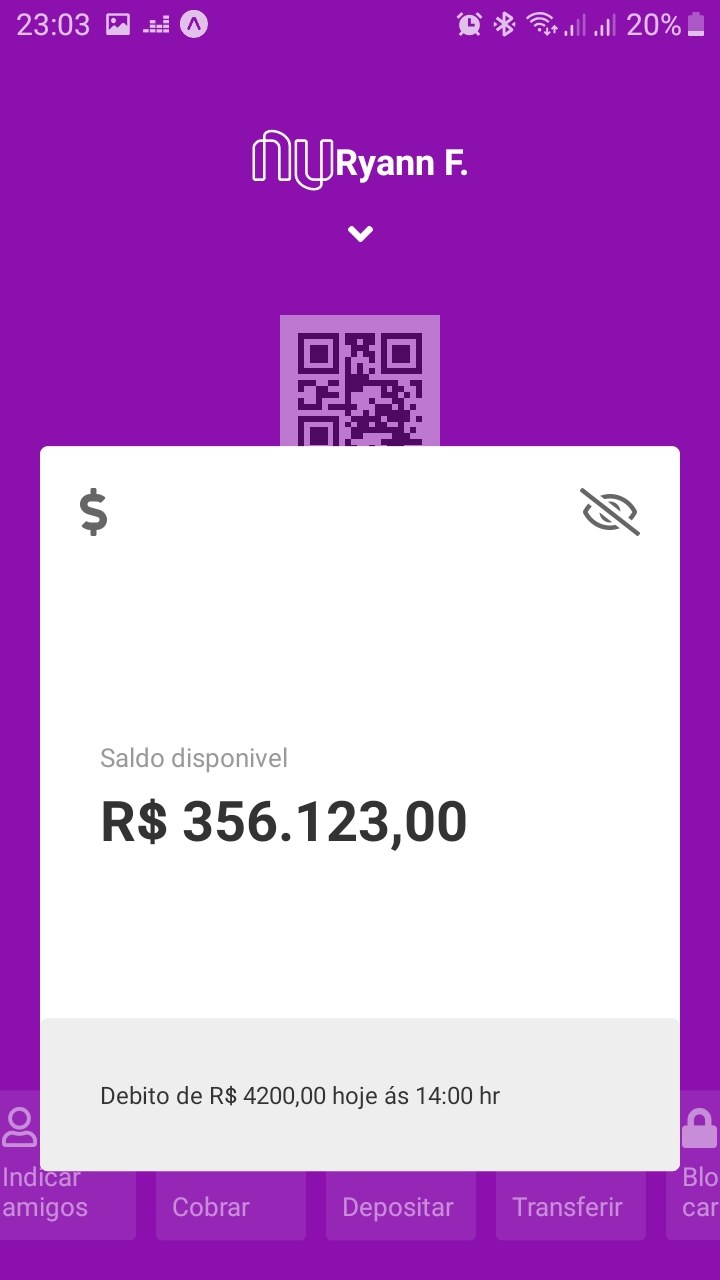 23:03 20%
nu Ryann F.
$
Saldo disponivel
R$ 356.123,00
Debito de R$ 4200,00 hoje ás 14:00 hr
Indicar
amigos
Cobrar
Depositar
Transferir
Blo
car